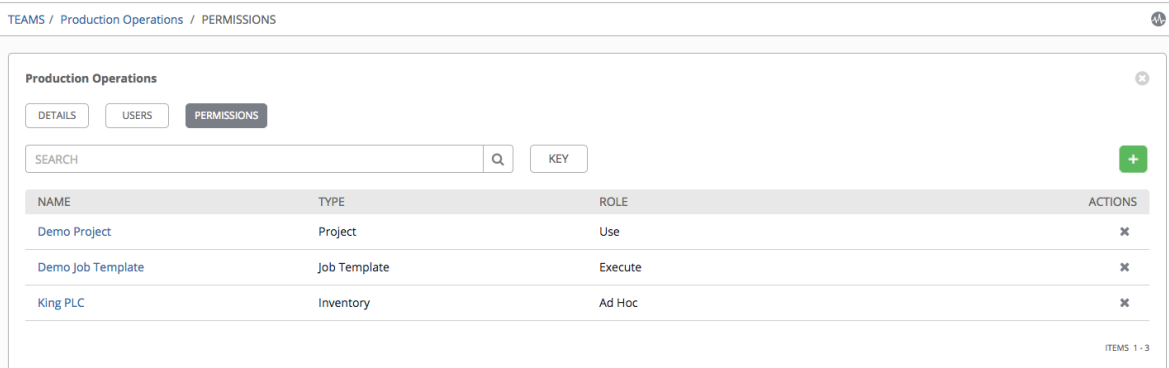 TEAMS / Production Operations / PERMISSIONS
Production Operations
DETAILS USERS PERMISSIONS
SEARCH KEY +
NAME TYPE ROLE ACTIONS
Demo Project Project Use
Demo Job Template Job Template Execute
King PLC Inventory Ad Hoc
ITEMS 1 - 3